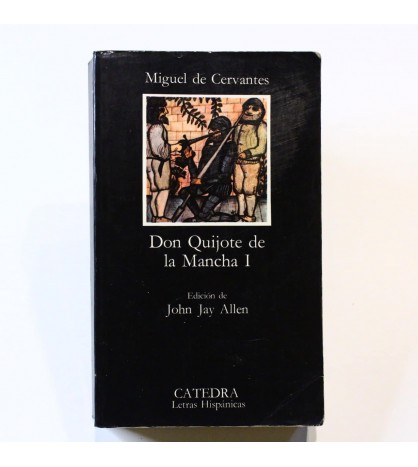 Miguel de Cervantes
Don Quijote de
la Mancha I
Edición de
John Jay Allen
CATEDRA
Letras Hispánicas